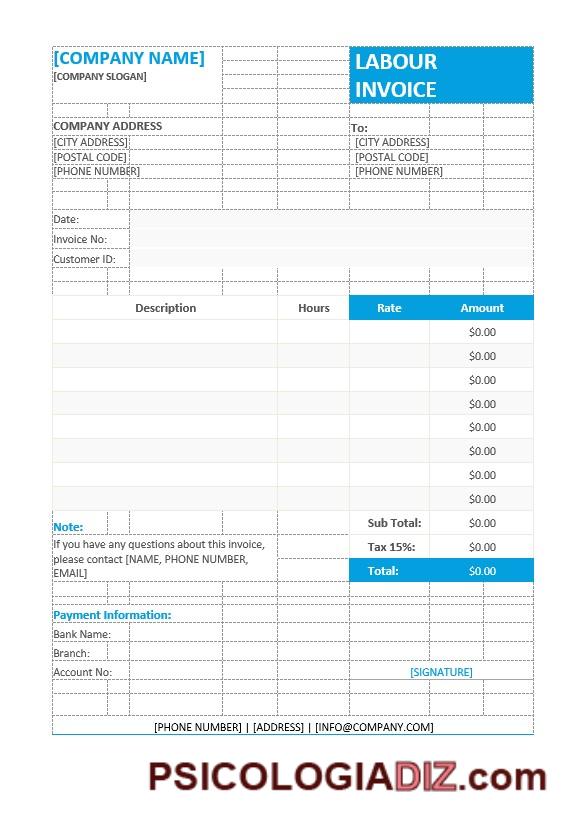 [COMPANY NAME]
[COMPANY SLOGAN]
LABOUR
INVOICE
COMPANY ADDRESS
[CITY ADDRESS]
[POSTAL CODE]
[PHONE NUMBER]
To:
[CITY ADDRESS]
[POSTAL CODE]
[PHONE NUMBER]
Date:
Invoice No:
Customer ID:
Description Hours Rate Amount
$0.00
$0.00
$0.00
$0.00
$0.00
$0.00
$0.00
$0.00
Sub Total: $0.00
Tax 15%: $0.00
Total: $0.00
Note:
If you have any questions about this invoice,
please contact [NAME, PHONE NUMBER,
EMAIL]
Payment Information:
Bank Name:
Branch:
Account No:
[SIGNATURE]
[PHONE NUMBER] | [ADDRESS] | [INFO@COMPANY.COM]
PSICOLOGIADIZ.com